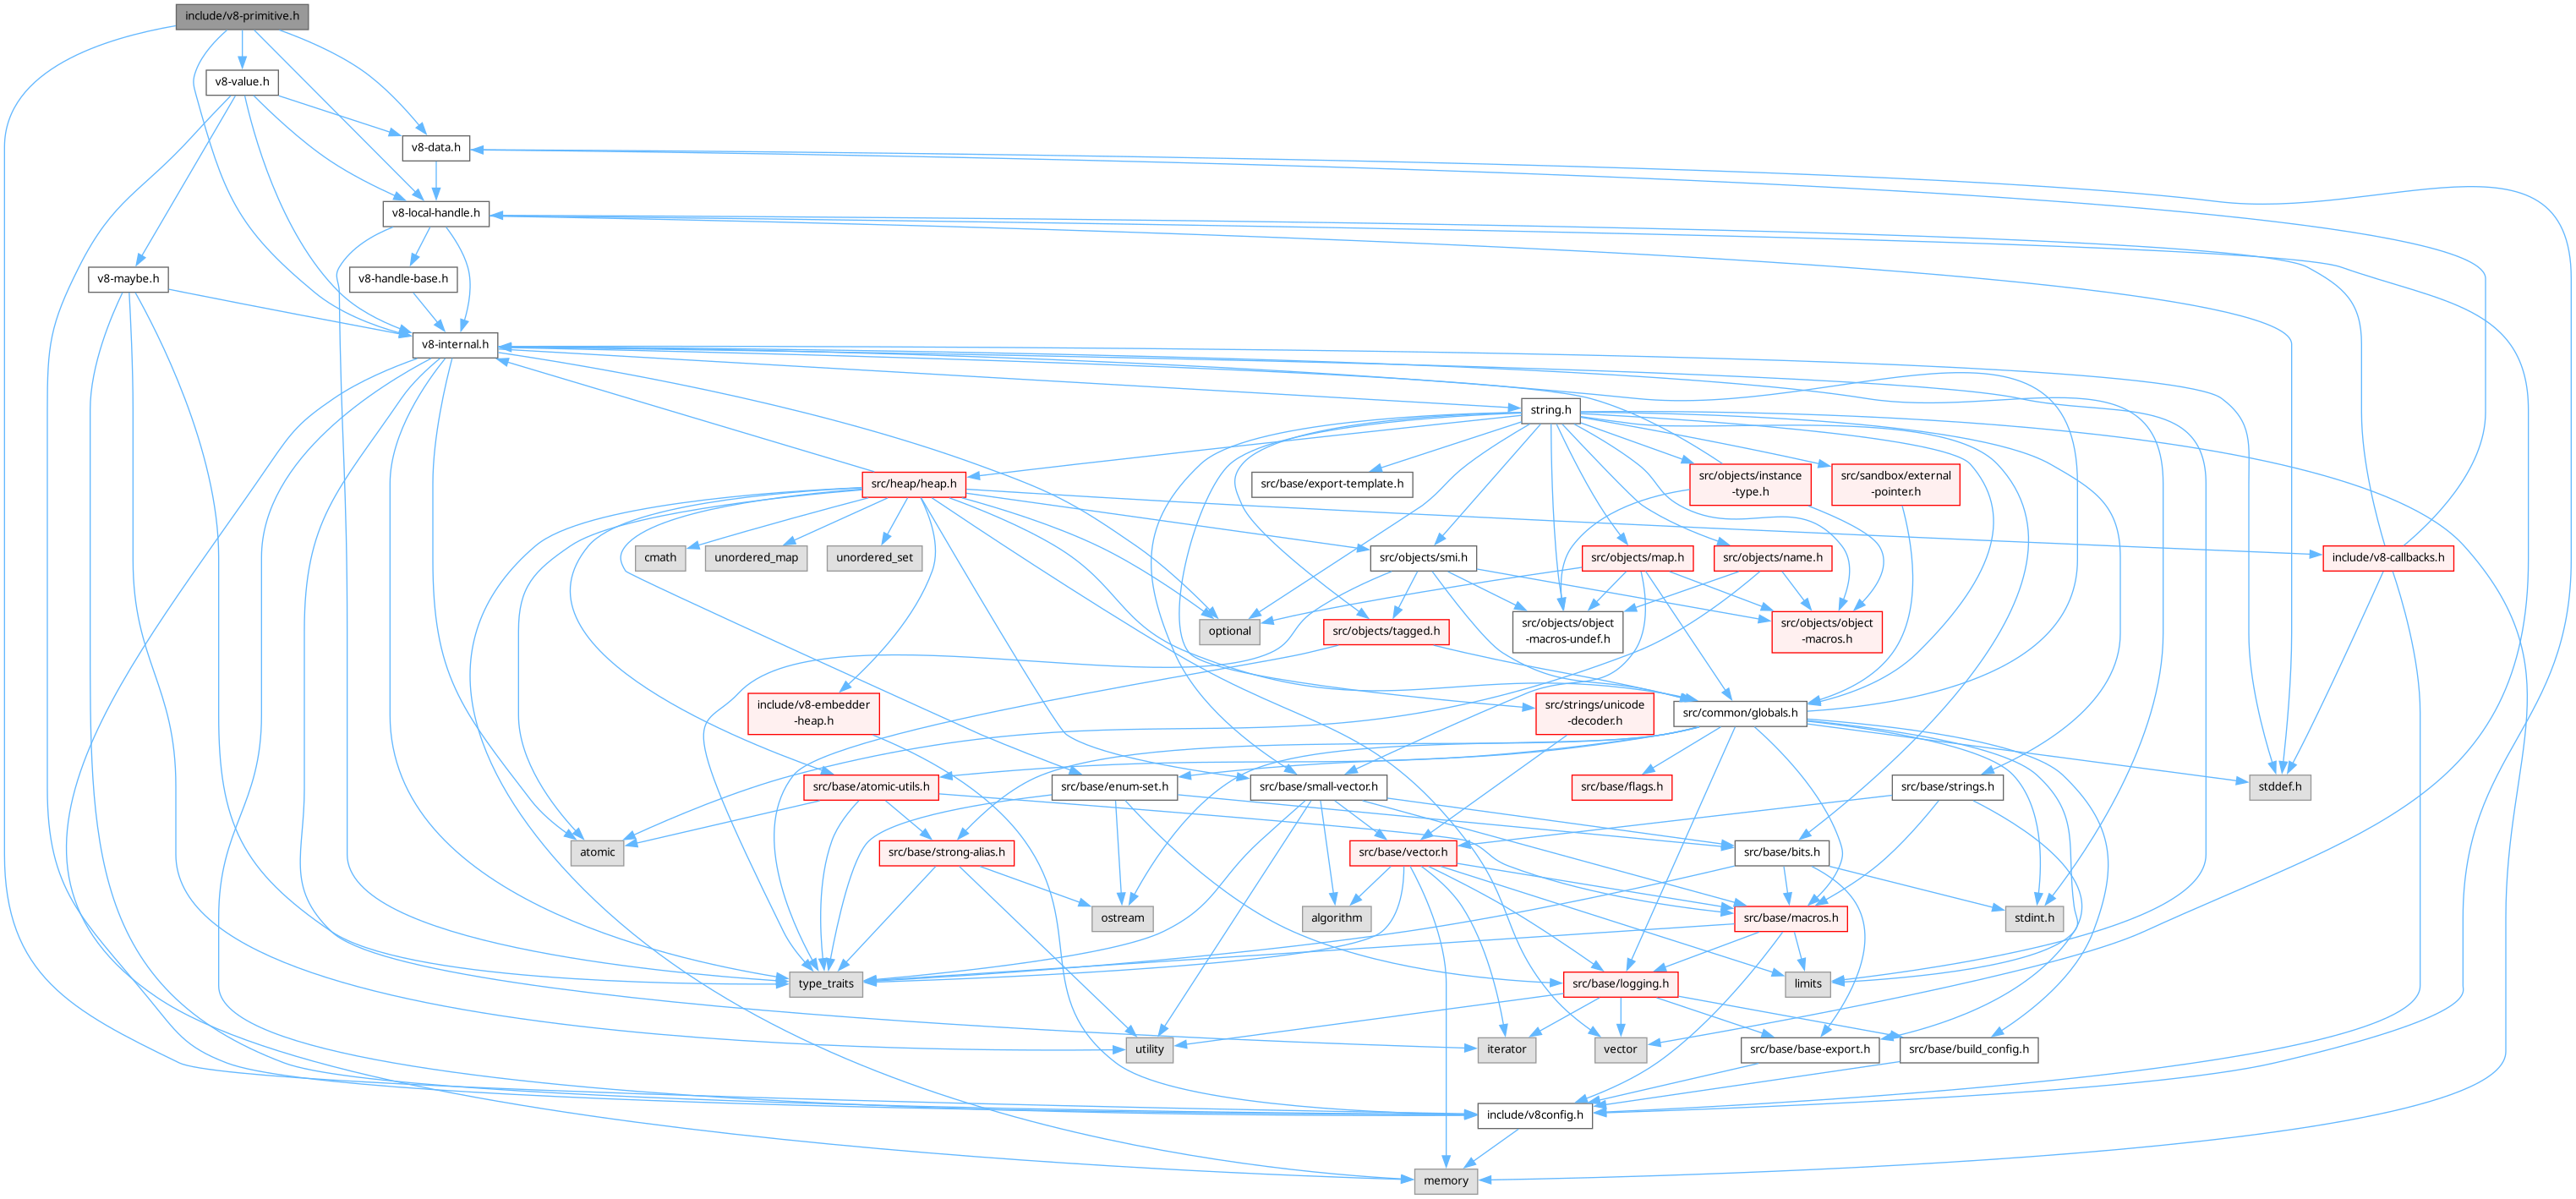 include/v8-primitive.h
v8-value.h
v8-data.h
v8-local-handle.h
v8-maybe.h
v8-handle-base.h
v8-internal.h
string.h
src/heap/heap.h
src/base/export-template.h
src/objects/instance
-type.h
src/sandbox/external
-pointer.h
cmath
unordered_map
unordered_set
src/objects/smi.h
src/objects/map.h
src/objects/name.h
include/v8-callbacks.h
optional
src/objects/tagged.h
src/objects/object
-macros-undef.h
src/objects/object
-macros.h
include/v8-embedder
-heap.h
src/strings/unicode
-decoder.h
src/common/globals.h
src/base/atomic-utils.h
src/base/enum-set.h
src/base/small-vector.h
src/base/flags.h
src/base/strings.h
stddef.h
atomic
src/base/strong-alias.h
src/base/vector.h
src/base/bits.h
ostream
algorithm
src/base/macros.h
stdint.h
type_traits
src/base/logging.h
limits
utility
iterator
vector
src/base/base-export.h
src/base/build_config.h
include/v8config.h
memory